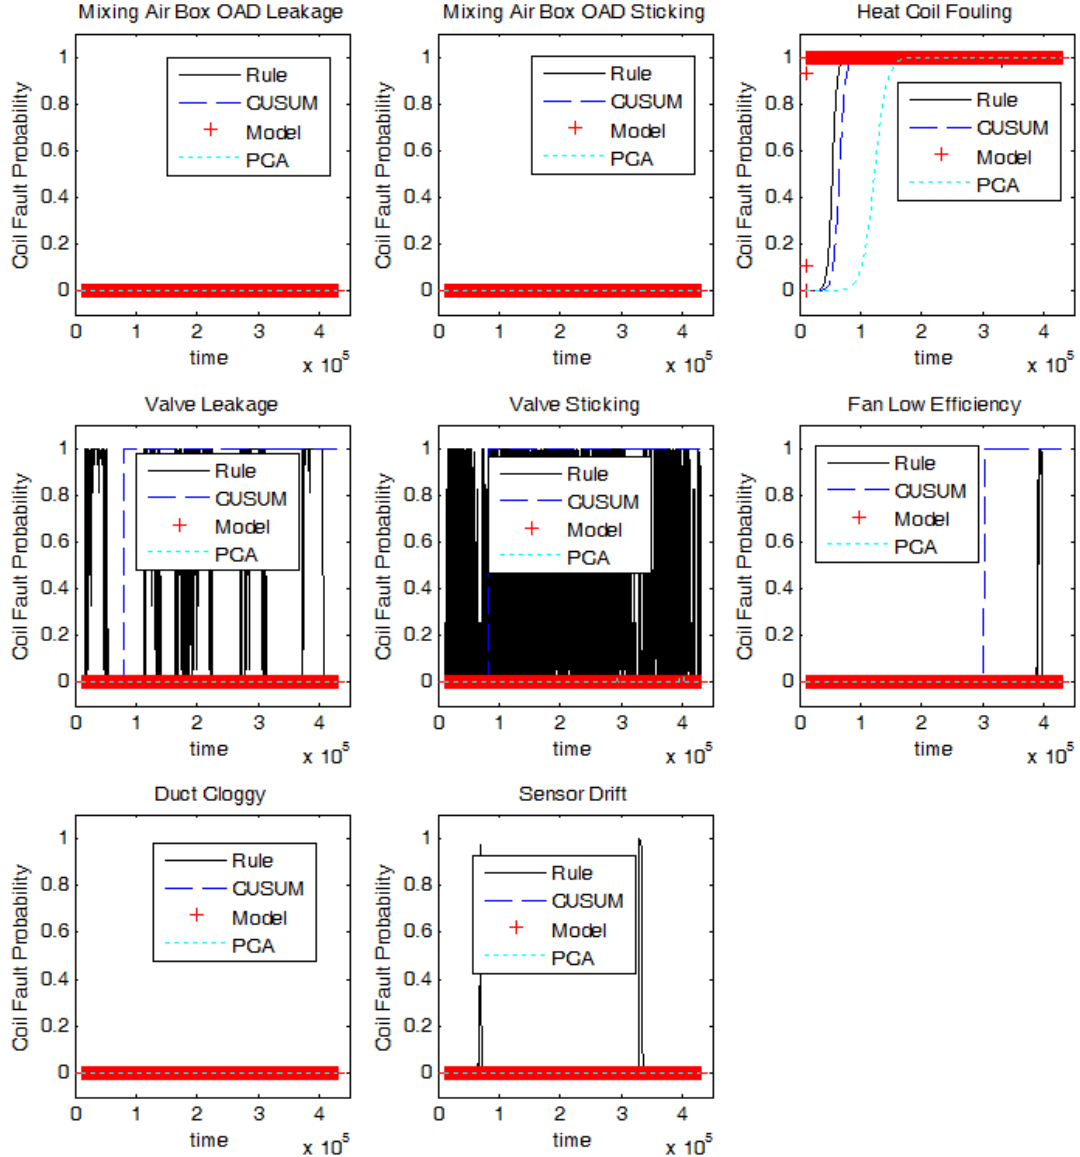 Mixing Air Box OAD Leakage
Coil Fault Probability
1
0.8
0.6
0.4
0.2
0
Rule
CUSUM
Model
PCA
0 1 2 3 4
time
x 10^5
Mixing Air Box OAD Sticking
Coil Fault Probability
1
0.8
0.6
0.4
0.2
0
Rule
CUSUM
Model
PCA
0 1 2 3 4
time
x 10^5
Heat Coil Fouling
Coil Fault Probability
1
0.8
0.6
0.4
0.2
0
Rule
CUSUM
Model
PCA
0 1 2 3 4
time
x 10^5
Valve Leakage
Coil Fault Probability
1
0.8
0.6
0.4
0.2
0
Rule
CUSUM
Model
PCA
0 1 2 3 4
time
x 10^5
Valve Sticking
Coil Fault Probability
1
0.8
0.6
0.4
0.2
0
Rule
CUSUM
Model
PCA
0 1 2 3 4
time
x 10^5
Fan Low Efficiency
Coil Fault Probability
1
0.8
0.6
0.4
0.2
0
Rule
CUSUM
Model
PCA
0 1 2 3 4
time
x 10^5
Duct Cloggy
Coil Fault Probability
1
0.8
0.6
0.4
0.2
0
Rule
CUSUM
Model
PCA
0 1 2 3 4
time
x 10^5
Sensor Drift
Coil Fault Probability
1
0.8
0.6
0.4
0.2
0
Rule
CUSUM
Model
PCA
0 1 2 3 4
time
x 10^5